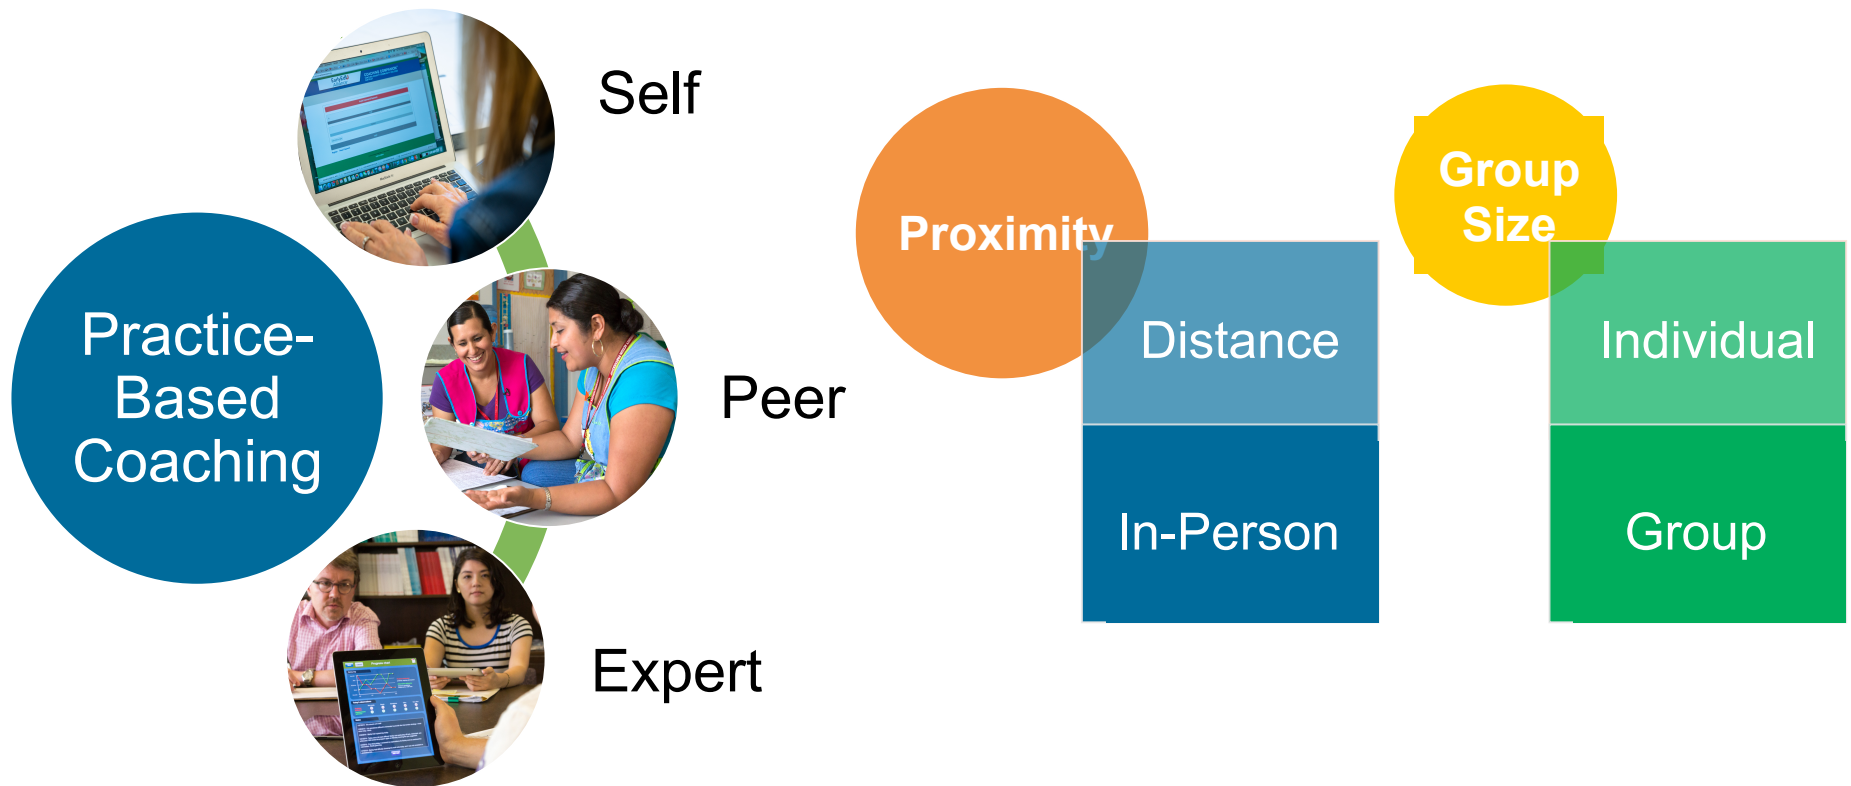 Self
Practice-
Based
Coaching
Peer
Expert
Proximity
Distance
In-Person
Group
Size
Individual
Group